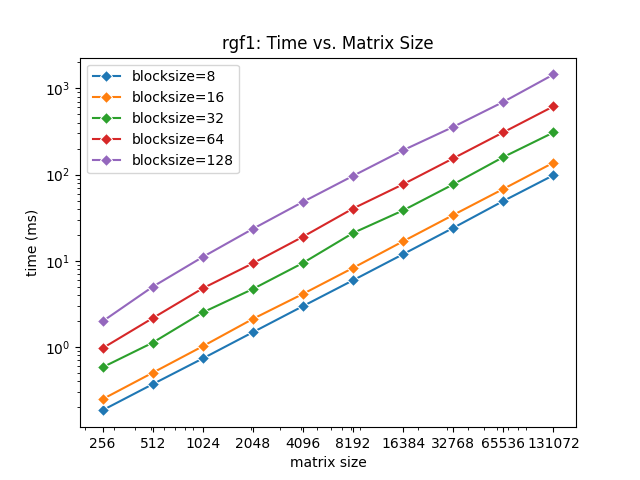 rgf1: Time vs. Matrix Size
blocksize=8
blocksize=16
blocksize=32
blocksize=64
blocksize=128
10³
10²
10¹
10⁰
time (ms)
256 512 1024 2048 4096 8192 16384 32768 65536 131072
matrix size